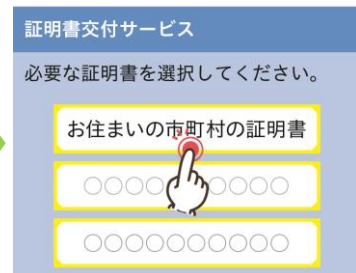 証明書交付サービス
必要な証明書を選択してください。
お住まいの市町村の証明書
○○○○○○○○○○
○○○○○○○○○○